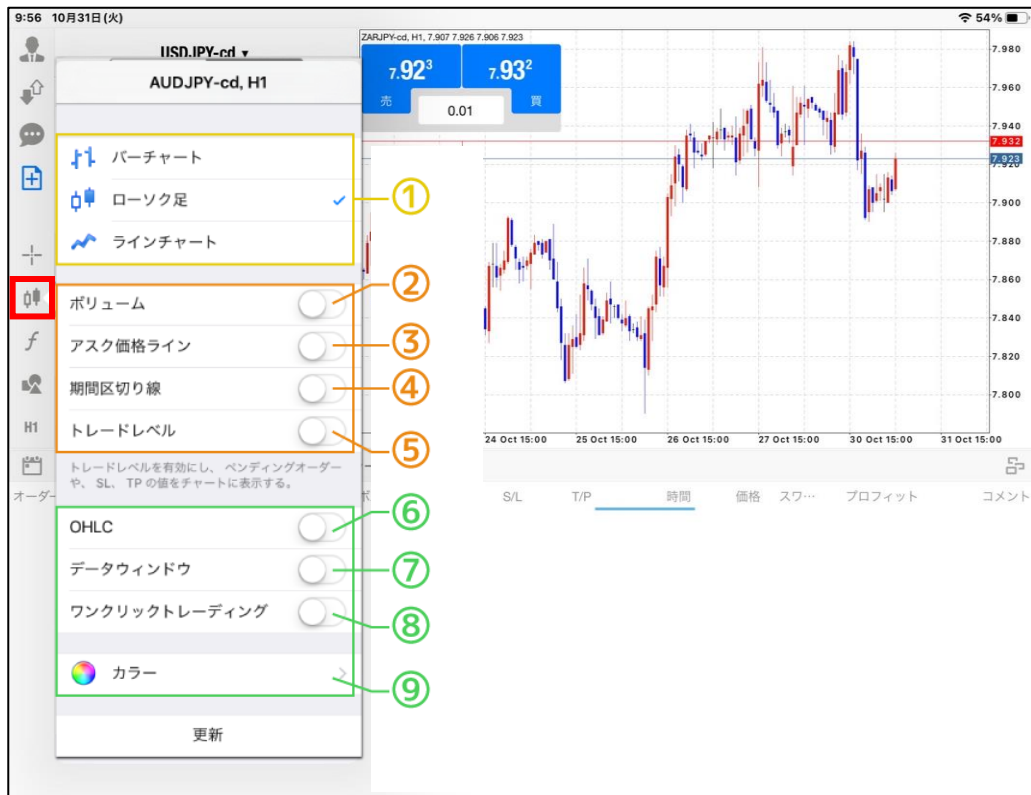 9:56 10月31日(火)
54%
USD.IPY-cd ▾
AUDJPY-cd, H1
バーチャート
ローソク足
ラインチャート
①
ボリューム
②
アスク価格ライン
③
期間区切り線
④
トレードレベル
⑤
トレードレベルを有効にし、 ペンディングオーダー
や、 SL、 TP の値をチャートに表示する。
OHLC
⑥
データウィンドウ
⑦
ワンクリックトレーディング
⑧
カラー
⑨
更新
f
H1
ZARJPY-cd, H1, 7.907 7.926 7.906 7.923
7.92³ 7.93²
売 0.01 買
7.980
7.960
7.940
7.932
7.923
7.920
7.900
7.880
7.860
7.840
7.820
7.800
24 Oct 15:00 25 Oct 15:00 26 Oct 15:00 27 Oct 15:00 30 Oct 15:00 31 Oct 15:00
オーダー S/L T/P 時間 価格 スワ… プロフィット コメント